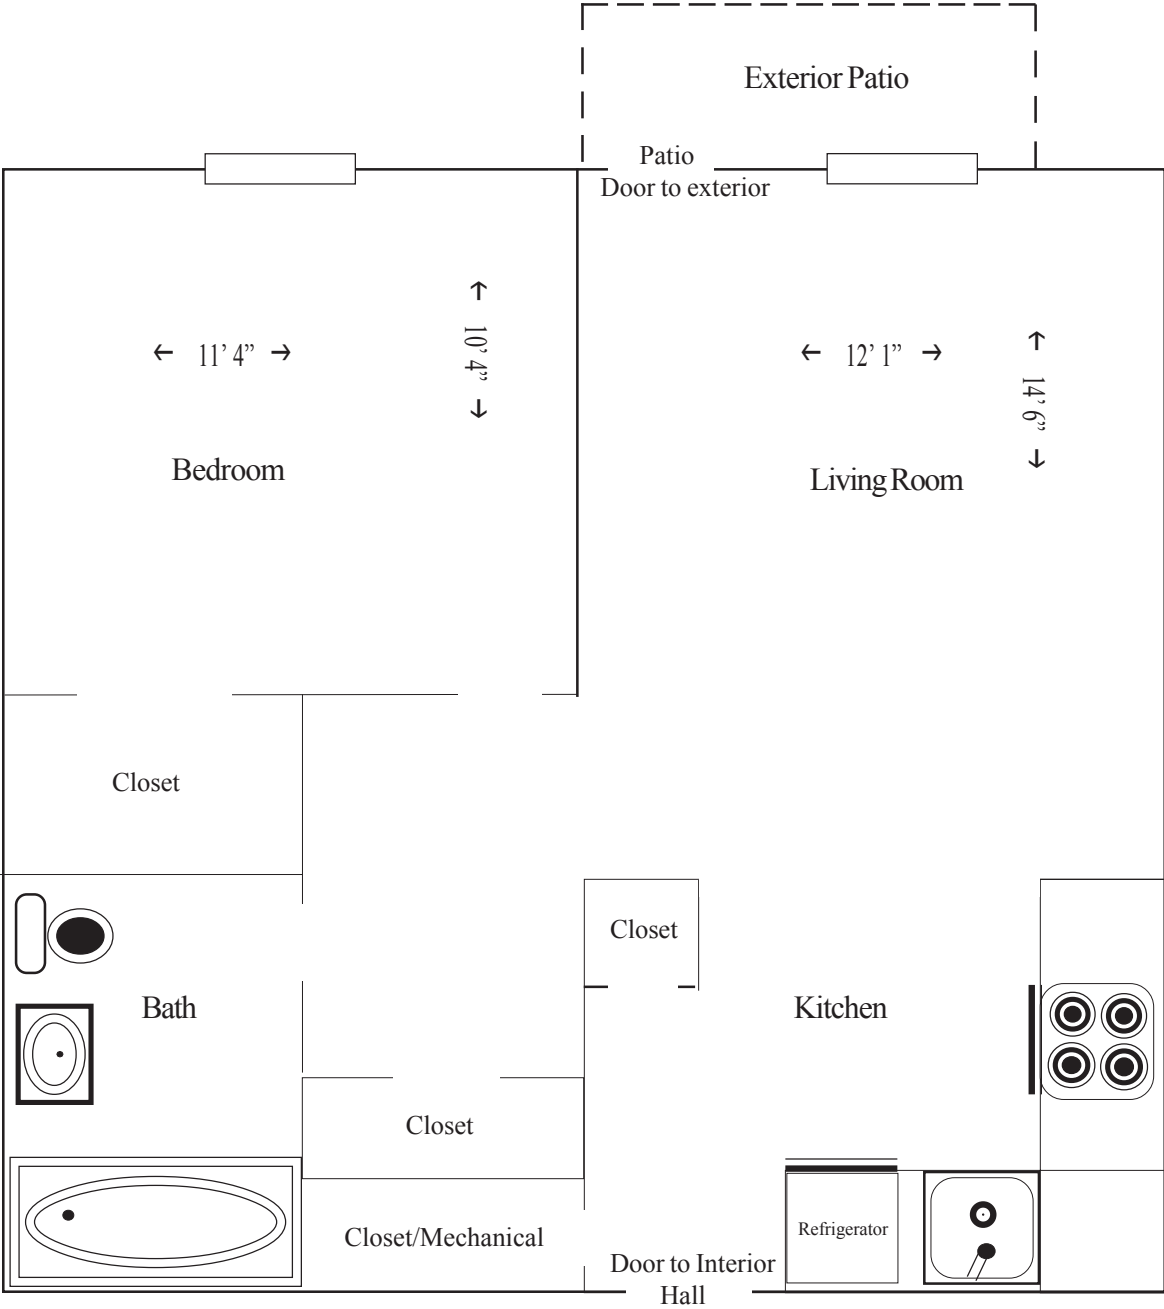 Exterior Patio
Patio
Door to exterior
11’ 4”
10’ 4”
12’ 1”
14’ 6”
Bedroom
Living Room
Closet
Closet
Bath
Kitchen
Closet
Closet/Mechanical
Refrigerator
Door to Interior
Hall